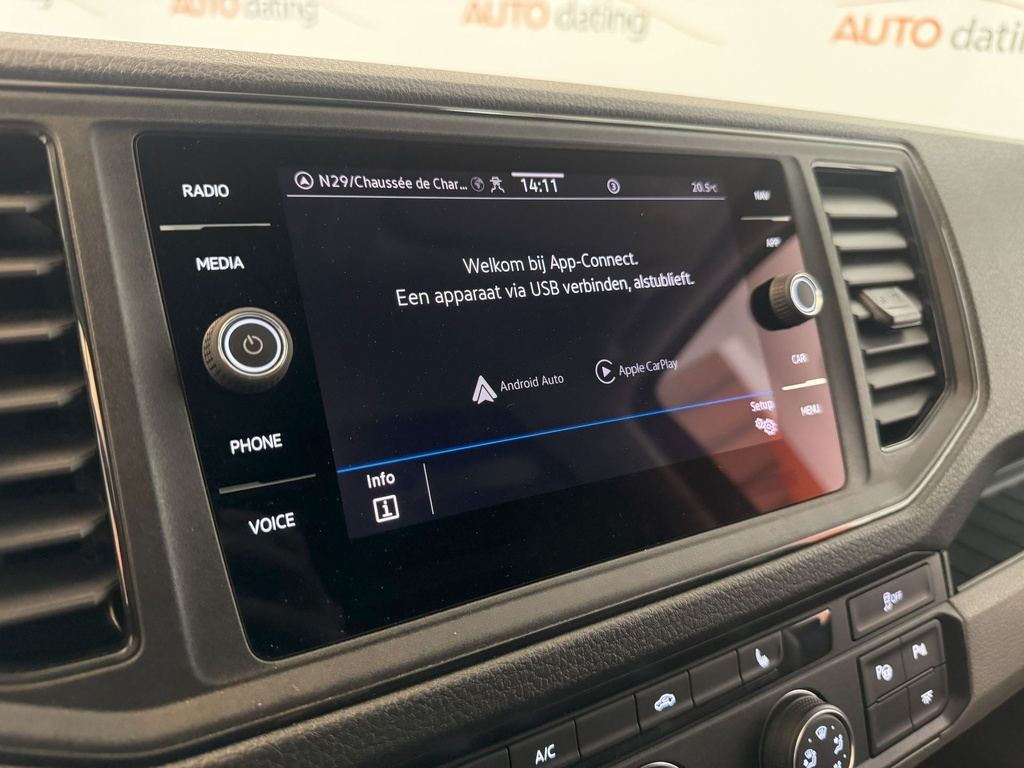 AUTO dating
AUTO dating
AUTO dati
RADIO
MEDIA
PHONE
VOICE
N29/Chaussée de Char...
14:11
3
20.5°C
Welkom bij App-Connect.
Een apparaat via USB verbinden, alstublieft.
Android Auto
Apple CarPlay
Setup
Info
i
NAV
APP
CAR
MENU
OFF
A/C